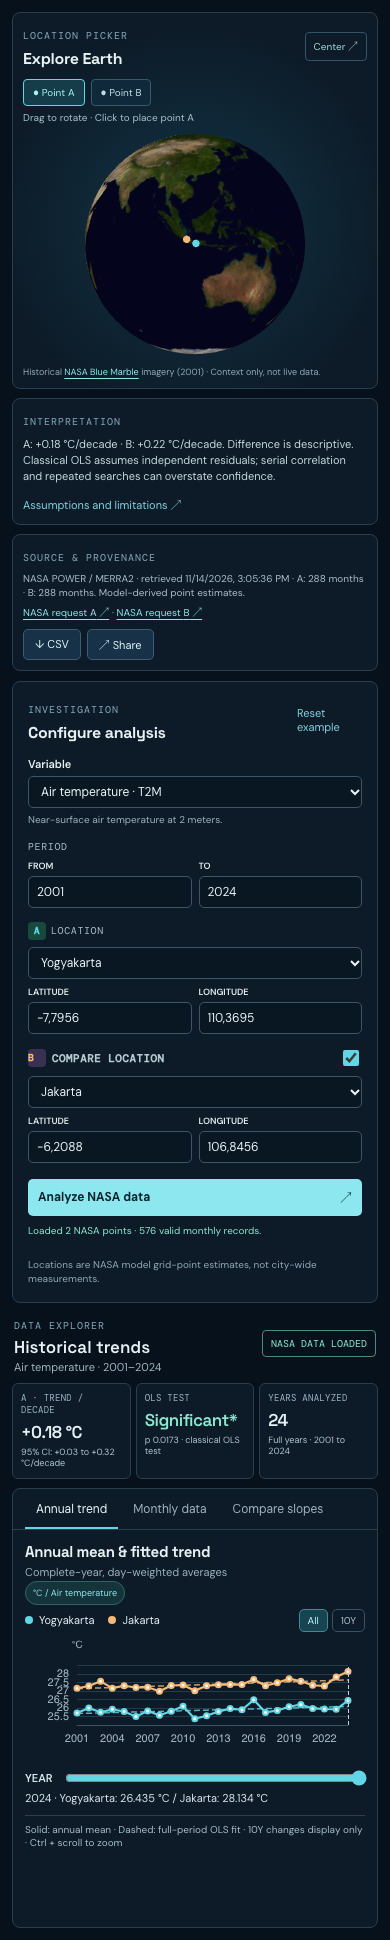 LOCATION PICKER
Explore Earth
Center ↗
● Point A
● Point B
Drag to rotate · Click to place point A
Historical NASA Blue Marble imagery (2001) · Context only, not live data.
INTERPRETATION
A: +0.18 °C/decade · B: +0.22 °C/decade. Difference is descriptive.
Classical OLS assumes independent residuals; serial correlation
and repeated searches can overstate confidence.
Assumptions and limitations ↗
SOURCE & PROVENANCE
NASA POWER / MERRA2 · retrieved 11/14/2026, 3:05:36 PM · A: 288 months
· B: 288 months. Model-derived point estimates.
NASA request A ↗ · NASA request B ↗
↓ CSV
↗ Share
INVESTIGATION
Configure analysis
Reset
example
Variable
Air temperature · T2M
Near-surface air temperature at 2 meters.
PERIOD
FROM
TO
2001
2024
A LOCATION
Yogyakarta
LATITUDE
LONGITUDE
-7,7956
110,3695
B COMPARE LOCATION
Jakarta
LATITUDE
LONGITUDE
-6,2088
106,8456
Analyze NASA data ↗
Loaded 2 NASA points · 576 valid monthly records.
Locations are NASA model grid-point estimates, not city-wide
measurements.
DATA EXPLORER
Historical trends
Air temperature · 2001–2024
NASA DATA LOADED
A · TREND /
DECADE
+0.18 °C
95% CI: +0.03 to +0.32
°C/decade
OLS TEST
Significant*
p 0.0173 · classical OLS
test
YEARS ANALYZED
24
Full years · 2001 to
2024
Annual trend
Monthly data
Compare slopes
Annual mean & fitted trend
Complete-year, day-weighted averages
°C / Air temperature
Yogyakarta
Jakarta
All
10Y
°C
28
27.5
27
26.5
26
25.5
2001 2004 2007 2010 2013 2016 2019 2022
YEAR
2024 · Yogyakarta: 26.435 °C / Jakarta: 28.134 °C
Solid: annual mean · Dashed: full-period OLS fit · 10Y changes display only
· Ctrl + scroll to zoom